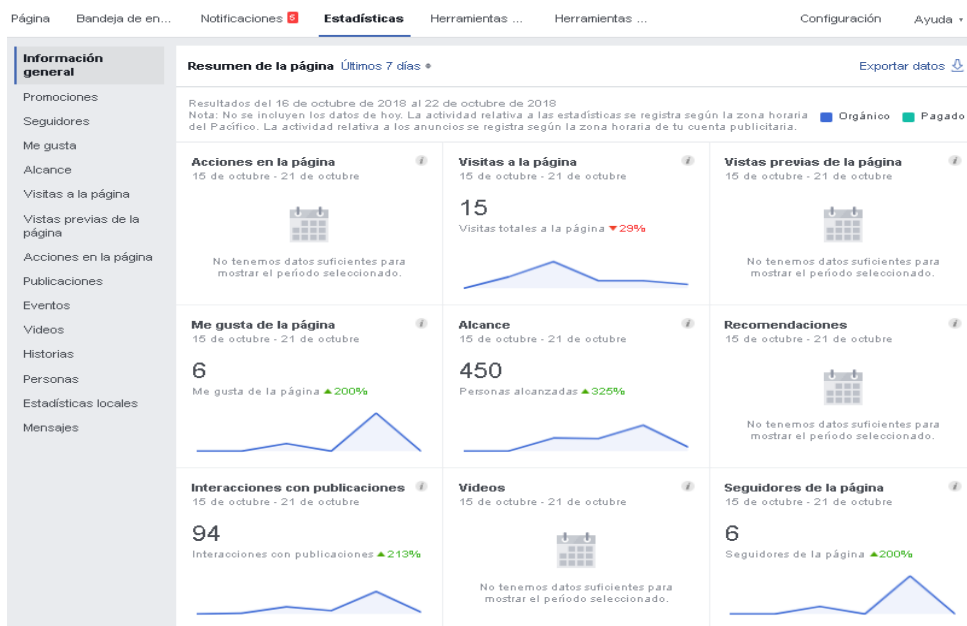 Página Bandeja de en... Notificaciones 5 Estadísticas Herramientas ... Herramientas ... Configuración Ayuda
Información
general
Promociones
Seguidores
Me gusta
Alcance
Visitas a la página
Vistas previas de la
página
Acciones en la página
Publicaciones
Eventos
Videos
Historias
Personas
Estadísticas locales
Mensajes
Resumen de la página Últimos 7 días
Exportar datos
Resultados del 16 de octubre de 2018 al 22 de octubre de 2018
Nota: No se incluyen los datos de hoy. La actividad relativa a las estadísticas se registra según la zona horaria
del Pacífico. La actividad relativa a los anuncios se registra según la zona horaria de tu cuenta publicitaria.
Orgánico Pagado
Acciones en la página i
15 de octubre - 21 de octubre
No tenemos datos suficientes para
mostrar el período seleccionado.
Visitas a la página i
15 de octubre - 21 de octubre
15
Visitas totales a la página ▼29%
Vistas previas de la página i
15 de octubre - 21 de octubre
No tenemos datos suficientes para
mostrar el período seleccionado.
Me gusta de la página i
15 de octubre - 21 de octubre
6
Me gusta de la página ▲200%
Alcance i
15 de octubre - 21 de octubre
450
Personas alcanzadas ▲325%
Recomendaciones i
15 de octubre - 21 de octubre
No tenemos datos suficientes para
mostrar el período seleccionado.
Interacciones con publicaciones i
15 de octubre - 21 de octubre
94
Interacciones con publicaciones ▲213%
Videos i
15 de octubre - 21 de octubre
No tenemos datos suficientes para
mostrar el período seleccionado.
Seguidores de la página i
15 de octubre - 21 de octubre
6
Seguidores de la página ▲200%